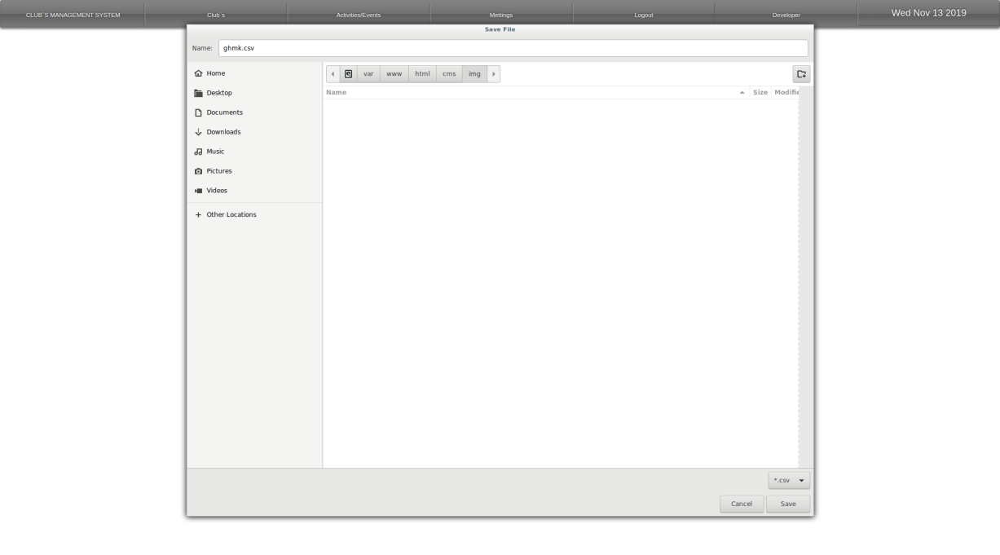 CLUB`S MANAGEMENT SYSTEM Club`s Activities/Events Mettings Logout Developer Wed Nov 13 2019
Save File
Name: ghmk.csv
Home
var www html cms img
Name Size Modifie
Desktop
Documents
Downloads
Music
Pictures
Videos
Other Locations
*.csv
Cancel Save